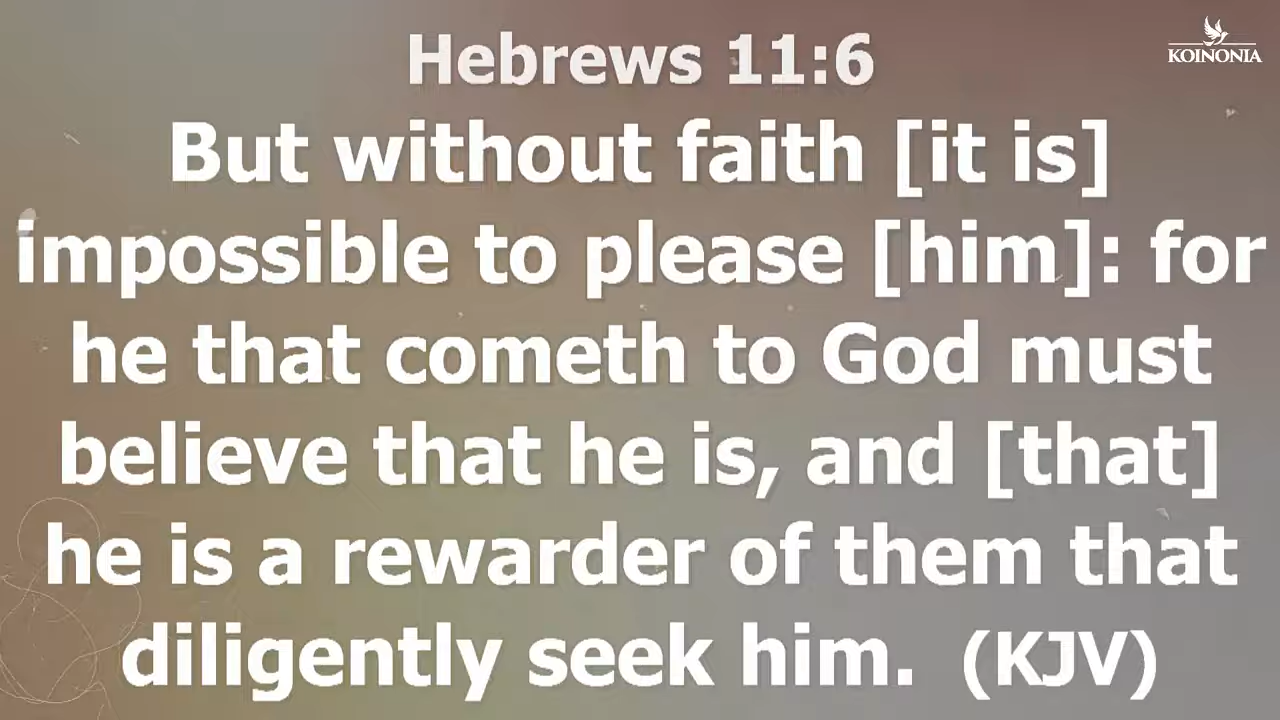 Hebrews 11:6
KOINONIA
But without faith [it is]
impossible to please [him]: for
he that cometh to God must
believe that he is, and [that]
he is a rewarder of them that
diligently seek him. (KJV)